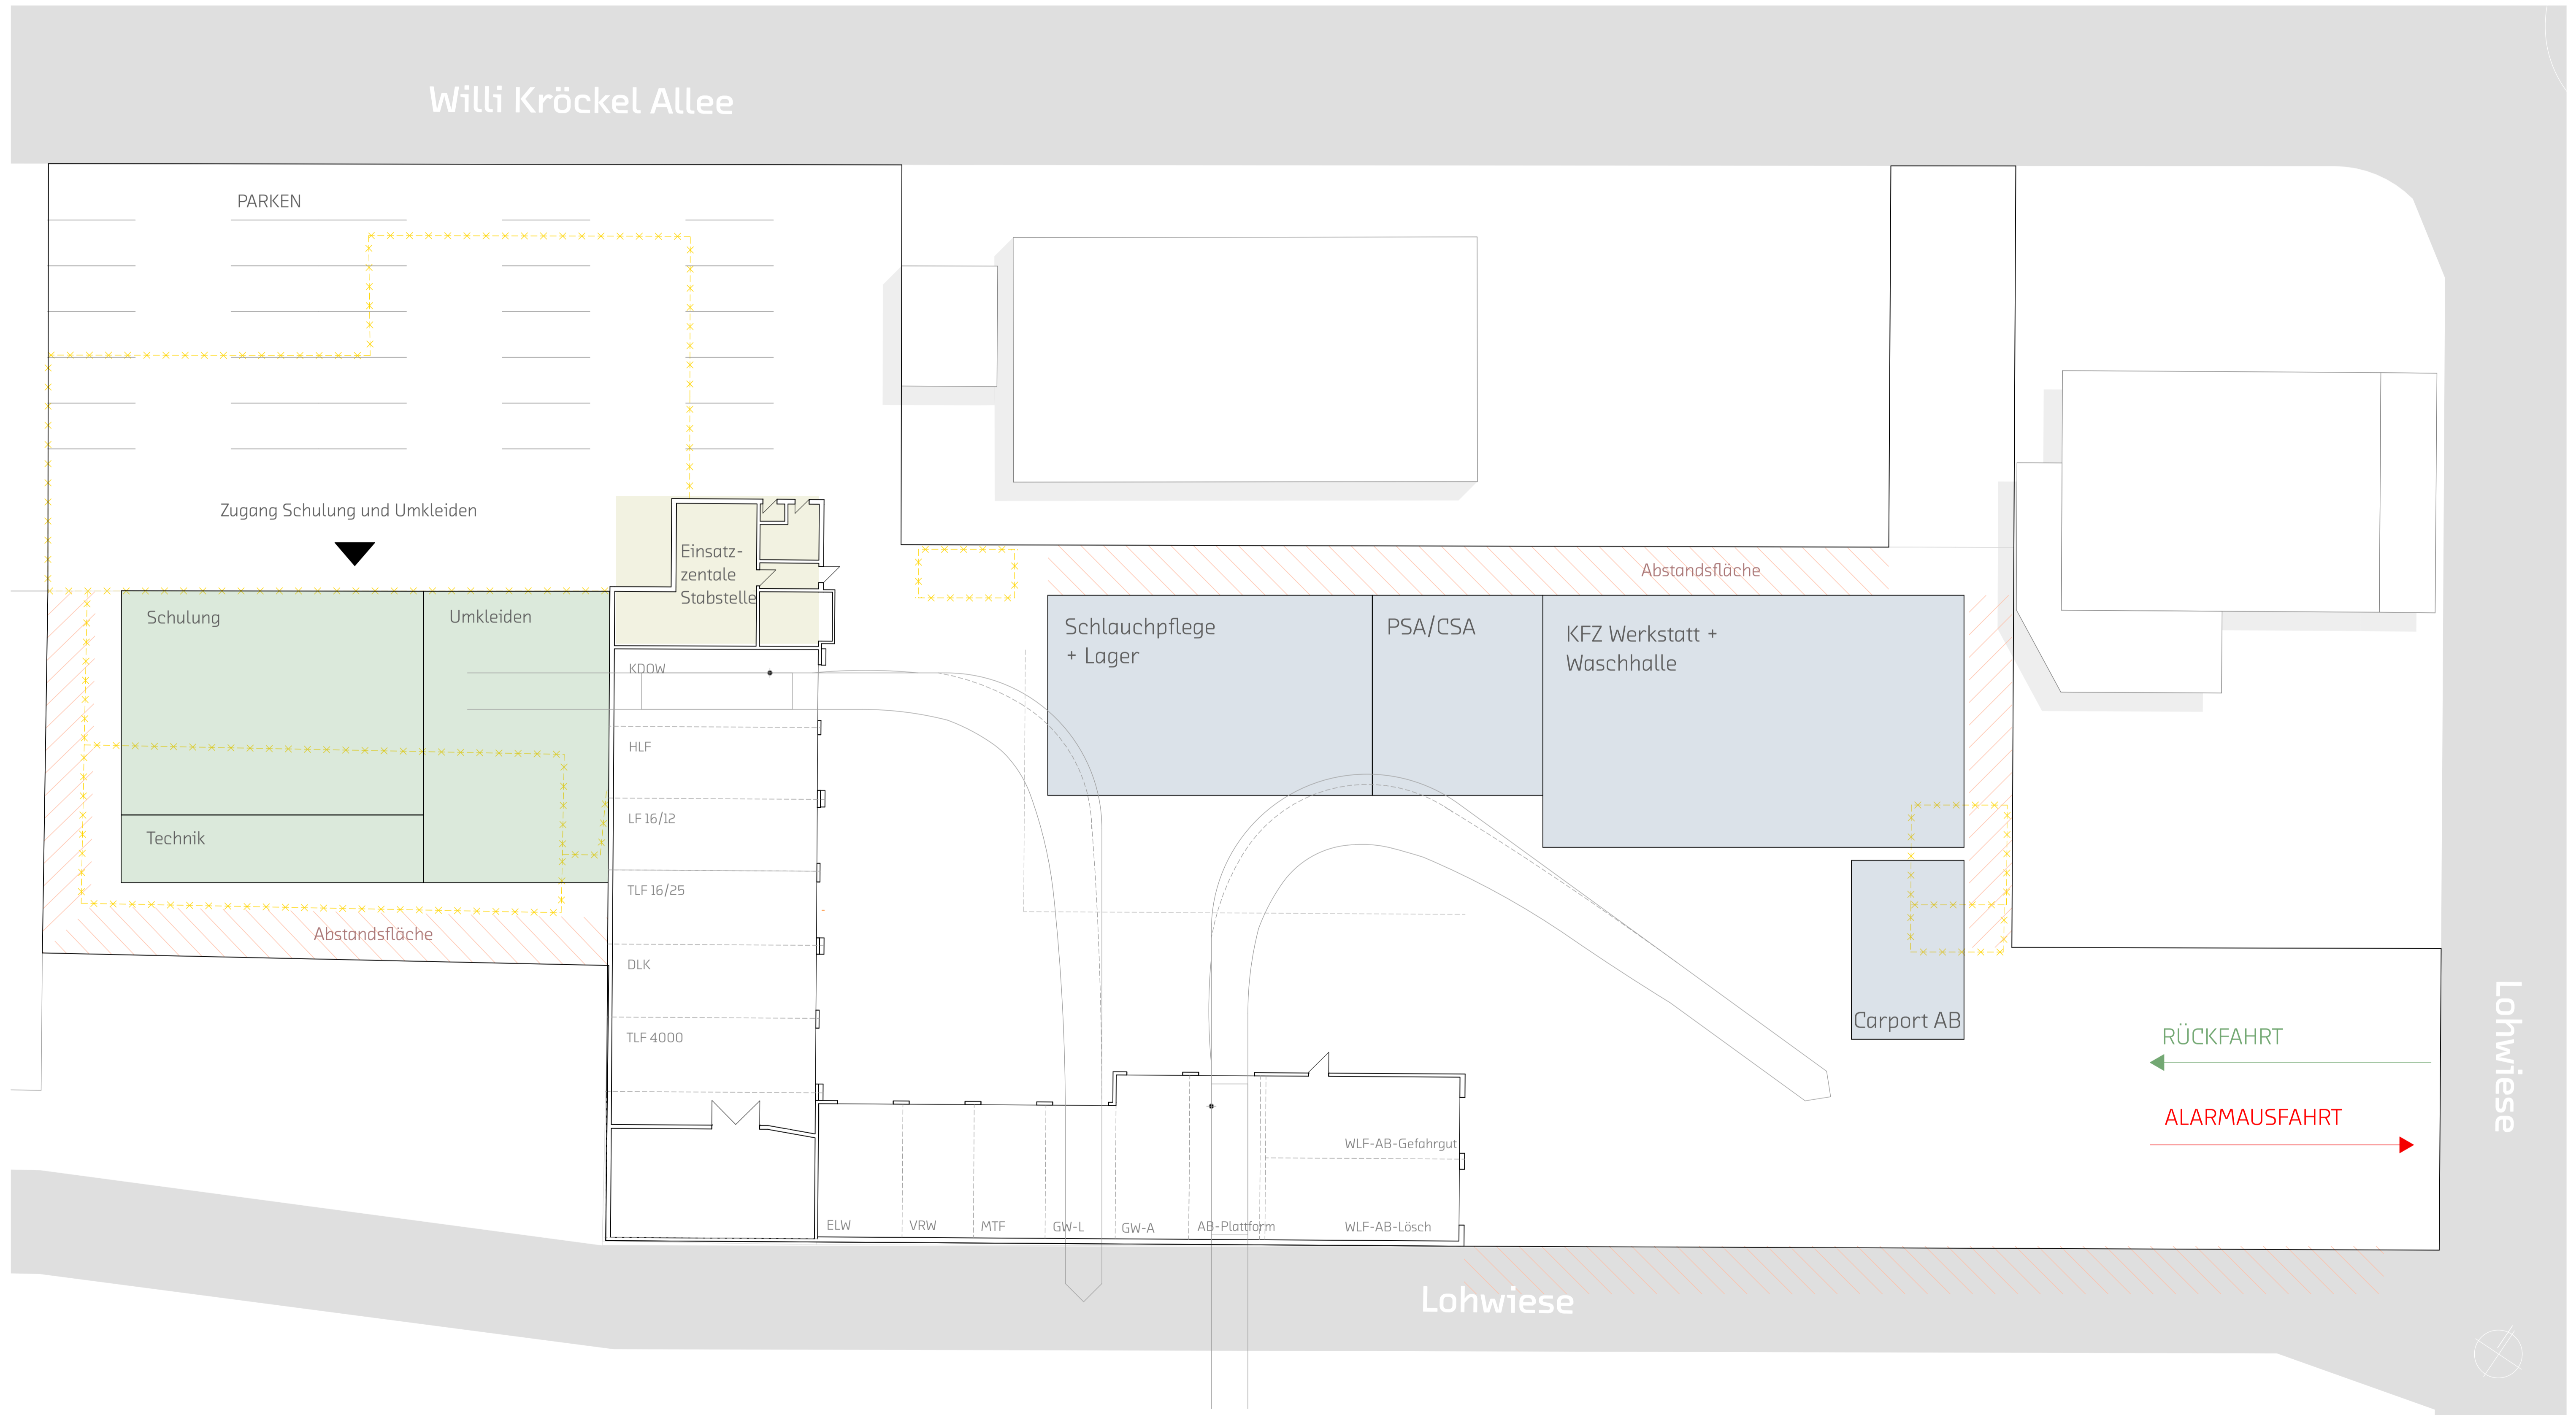 Willi Kröckel Allee
PARKEN
Zugang Schulung und Umkleiden
Einsatz-
zentale
Stabstelle
Abstandsfläche
Schulung
Umkleiden
Technik
Abstandsfläche
Schlauchpflege
+ Lager
PSA/CSA
KFZ Werkstatt +
Waschhalle
Carport AB
KDOW
HLF
LF 16/12
TLF 16/25
DLK
TLF 4000
ELW
VRW
MTF
GW-L
GW-A
AB-Plattform
WLF-AB-Gefahrgut
WLF-AB-Lösch
RÜCKFAHRT
ALARMAUSFAHRT
Lohwiese
Lohwiese